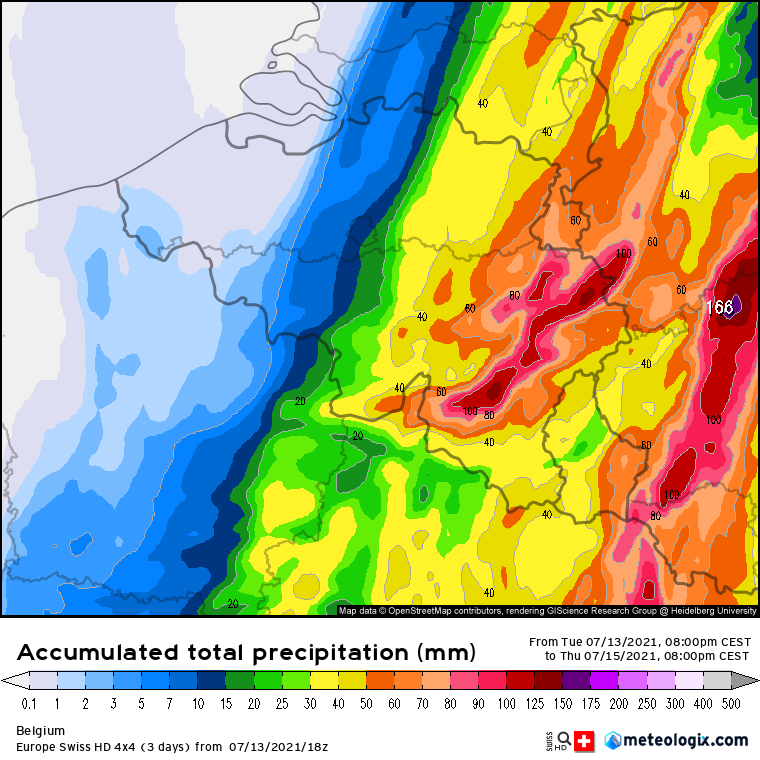 40
40
40
60
60
100
80
60
166
40
60
40
40
60
100
80
20
100
20
40
60
100
80
40
40
20
Map data © OpenStreetMap contributors, rendering GIScience Research Group @ Heidelberg University
Accumulated total precipitation (mm)
From Tue 07/13/2021, 08:00pm CEST
to Thu 07/15/2021, 08:00pm CEST
0.1 1 2 3 5 7 10 15 20 25 30 40 50 60 70 80 90 100 125 150 175 200 250 300 400 500
Belgium
Europe Swiss HD 4x4 (3 days) from 07/13/2021/18z
swiss HD
meteologix.com